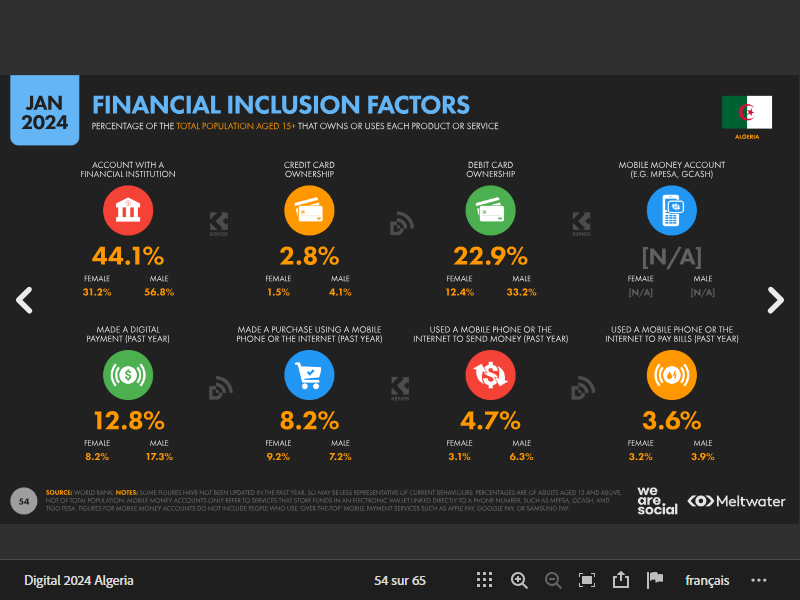 JAN
2024
FINANCIAL INCLUSION FACTORS
PERCENTAGE OF THE TOTAL POPULATION AGED 15+ THAT OWNS OR USES EACH PRODUCT OR SERVICE
ALGERIA
ACCOUNT WITH A
FINANCIAL INSTITUTION
44.1%
FEMALE MALE
31.2% 56.8%
CREDIT CARD
OWNERSHIP
2.8%
FEMALE MALE
1.5% 4.1%
DEBIT CARD
OWNERSHIP
22.9%
FEMALE MALE
12.4% 33.2%
MOBILE MONEY ACCOUNT
(E.G. MPESA, GCASH)
[N/A]
FEMALE MALE
[N/A] [N/A]
KEPIOS
KEPIOS
MADE A DIGITAL
PAYMENT (PAST YEAR)
12.8%
FEMALE MALE
8.2% 17.3%
MADE A PURCHASE USING A MOBILE
PHONE OR THE INTERNET (PAST YEAR)
8.2%
FEMALE MALE
9.2% 7.2%
USED A MOBILE PHONE OR THE
INTERNET TO SEND MONEY (PAST YEAR)
4.7%
FEMALE MALE
3.1% 6.3%
USED A MOBILE PHONE OR THE
INTERNET TO PAY BILLS (PAST YEAR)
3.6%
FEMALE MALE
3.2% 3.9%
KEPIOS
54
SOURCE: WORLD BANK. NOTES: SOME FIGURES HAVE NOT BEEN UPDATED IN THE PAST YEAR, SO MAY BE LESS REPRESENTATIVE OF CURRENT BEHAVIOURS. PERCENTAGES ARE OF ADULTS AGED 15 AND ABOVE,
NOT OF TOTAL POPULATION. MOBILE MONEY ACCOUNTS ONLY REFER TO SERVICES THAT STORE FUNDS IN AN ELECTRONIC WALLET LINKED DIRECTLY TO A PHONE NUMBER, SUCH AS MPESA, GCASH, AND
TIGO PESA. FIGURES FOR MOBILE MONEY ACCOUNTS DO NOT INCLUDE PEOPLE WHO USE 'OVER-THE-TOP' MOBILE PAYMENT SERVICES SUCH AS APPLE PAY, GOOGLE PAY, OR SAMSUNG PAY.
we
are.
social
Meltwater
Digital 2024 Algeria
54 sur 65
français